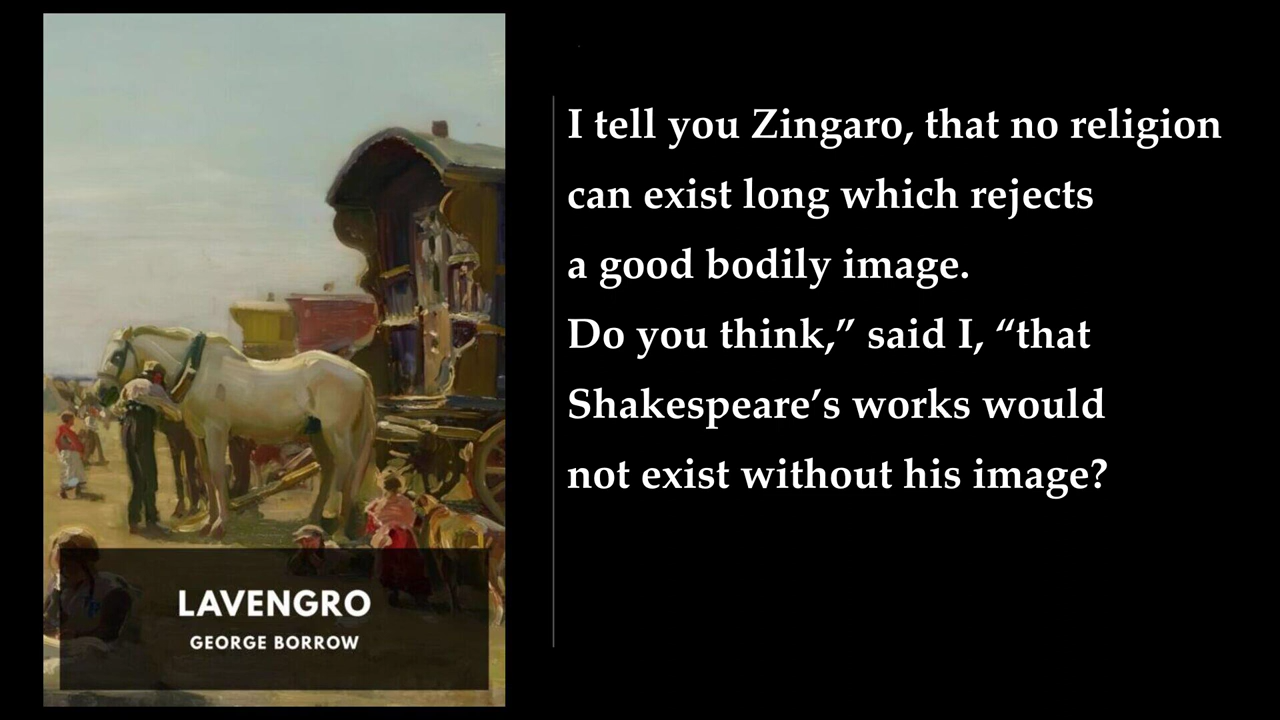 LAVENGRO
GEORGE BORROW
I tell you Zingaro, that no religion
can exist long which rejects
a good bodily image.
Do you think,” said I, “that
Shakespeare’s works would
not exist without his image?